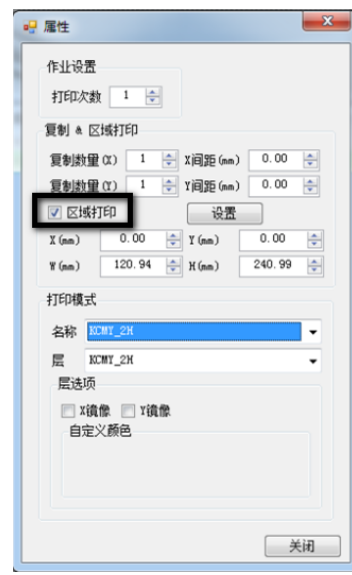 属性
作业设置
打印次数 1
复制 & 区域打印
复制数量(X) 1 X间距(mm) 0.00
复制数量(Y) 1 Y间距(mm) 0.00
区域打印 设置
X(mm) 0.00 Y(mm) 0.00
W(mm) 120.94 H(mm) 240.99
打印模式
名称 KCMY_2H
层 KCMY_2H
层选项
X镜像 Y镜像
自定义颜色
关闭